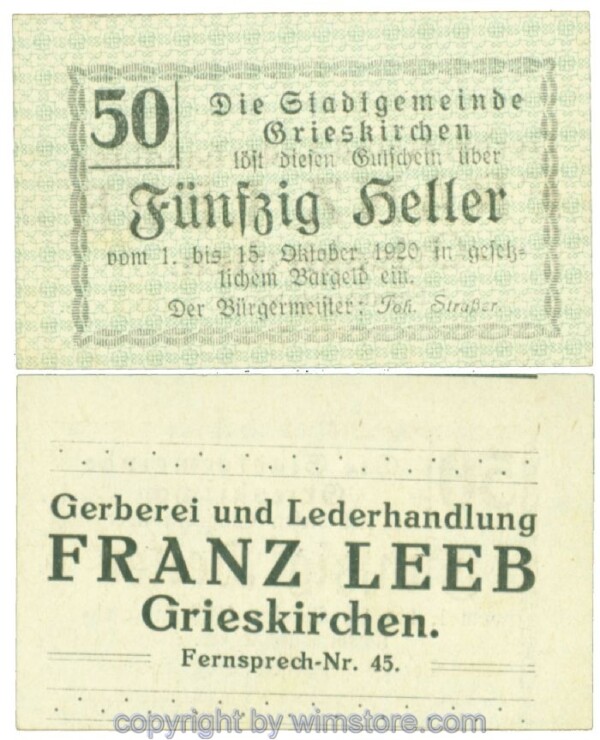 50
Die Stadtgemeinde
Grieskirchen
löst diesen Gutschein über
Fünfzig Heller
vom 1. bis 15. Oktober 1920 in gesetz-
lichem Bargeld ein.
Der Bürgermeister: Joh. Straßer.
Gerberei und Lederhandlung
FRANZ LEEB
Grieskirchen.
Fernsprech-Nr. 45.
copyright by wimstore.com